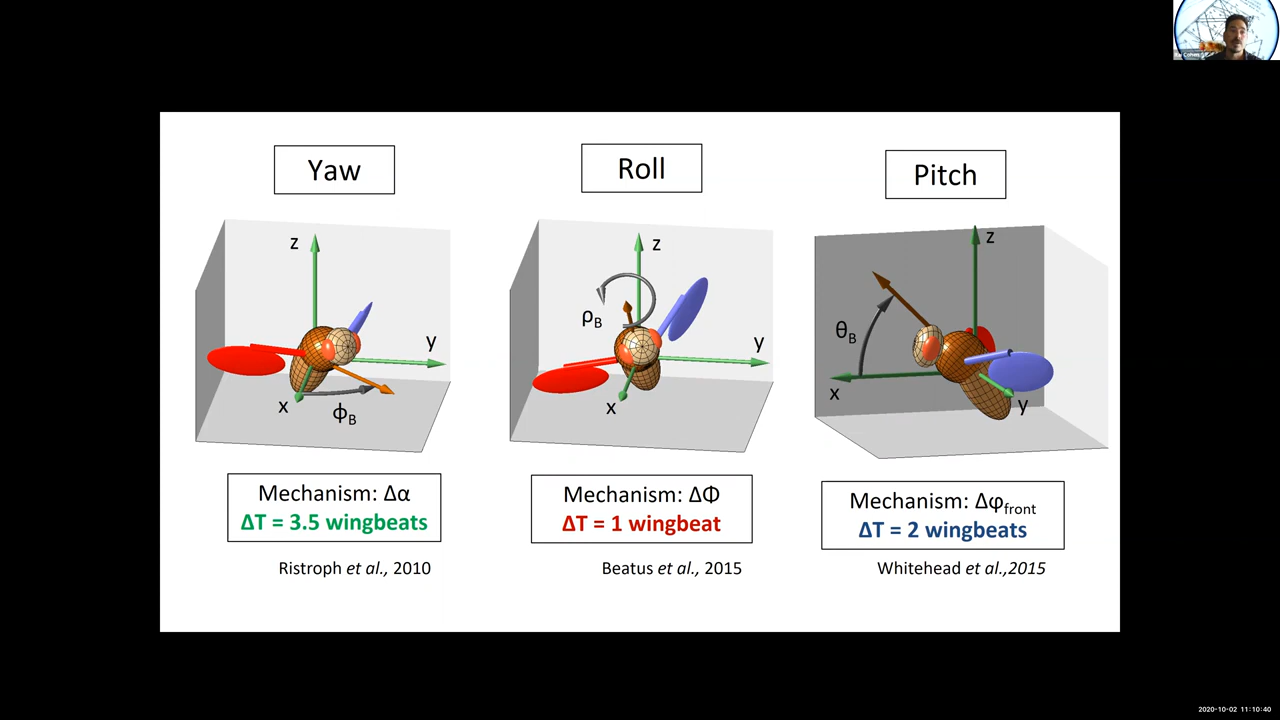 Yaw
z
y
x
ϕB
Mechanism: Δα
ΔT = 3.5 wingbeats
Ristroph et al., 2010
Roll
z
ρB
y
x
Mechanism: ΔΦ
ΔT = 1 wingbeat
Beatus et al., 2015
Pitch
z
θB
x
y
Mechanism: Δφfront
ΔT = 2 wingbeats
Whitehead et al.,2015
2020-10-02 11:10:40